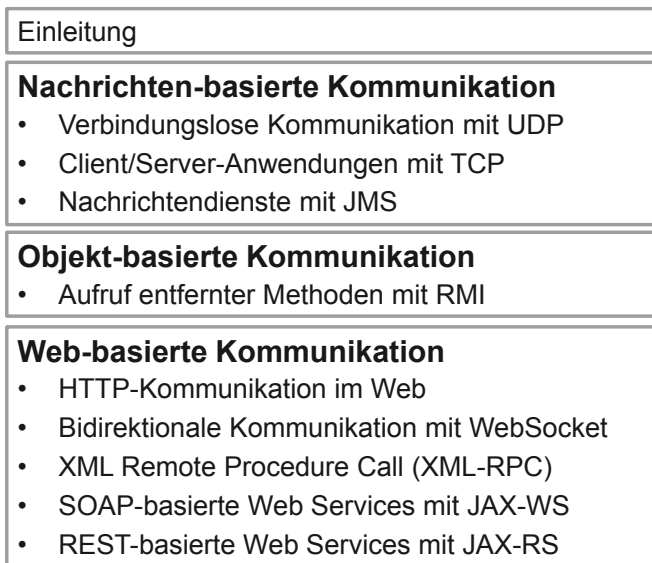 Einleitung
Nachrichten-basierte Kommunikation
• Verbindungslose Kommunikation mit UDP
• Client/Server-Anwendungen mit TCP
• Nachrichtendienste mit JMS
Objekt-basierte Kommunikation
• Aufruf entfernter Methoden mit RMI
Web-basierte Kommunikation
• HTTP-Kommunikation im Web
• Bidirektionale Kommunikation mit WebSocket
• XML Remote Procedure Call (XML-RPC)
• SOAP-basierte Web Services mit JAX-WS
• REST-basierte Web Services mit JAX-RS